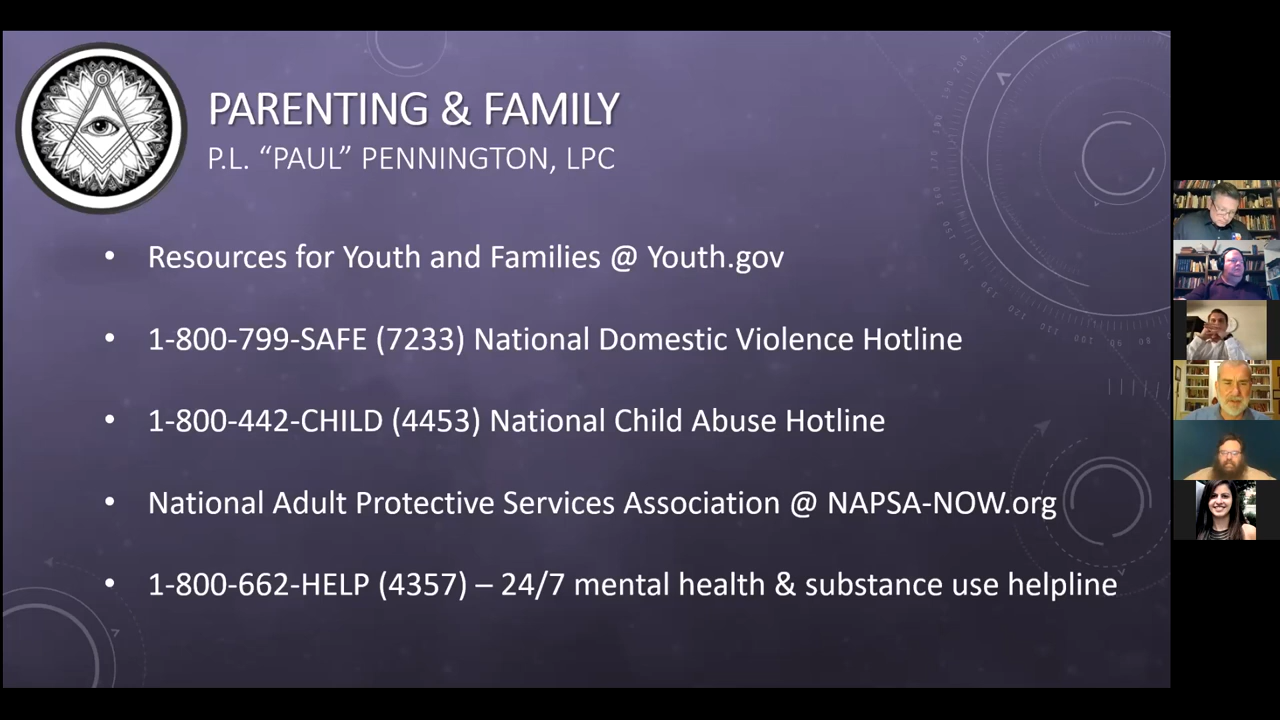 PARENTING & FAMILY
P.L. “PAUL” PENNINGTON, LPC
• Resources for Youth and Families @ Youth.gov
• 1-800-799-SAFE (7233) National Domestic Violence Hotline
• 1-800-442-CHILD (4453) National Child Abuse Hotline
• National Adult Protective Services Association @ NAPSA-NOW.org
• 1-800-662-HELP (4357) – 24/7 mental health & substance use helpline